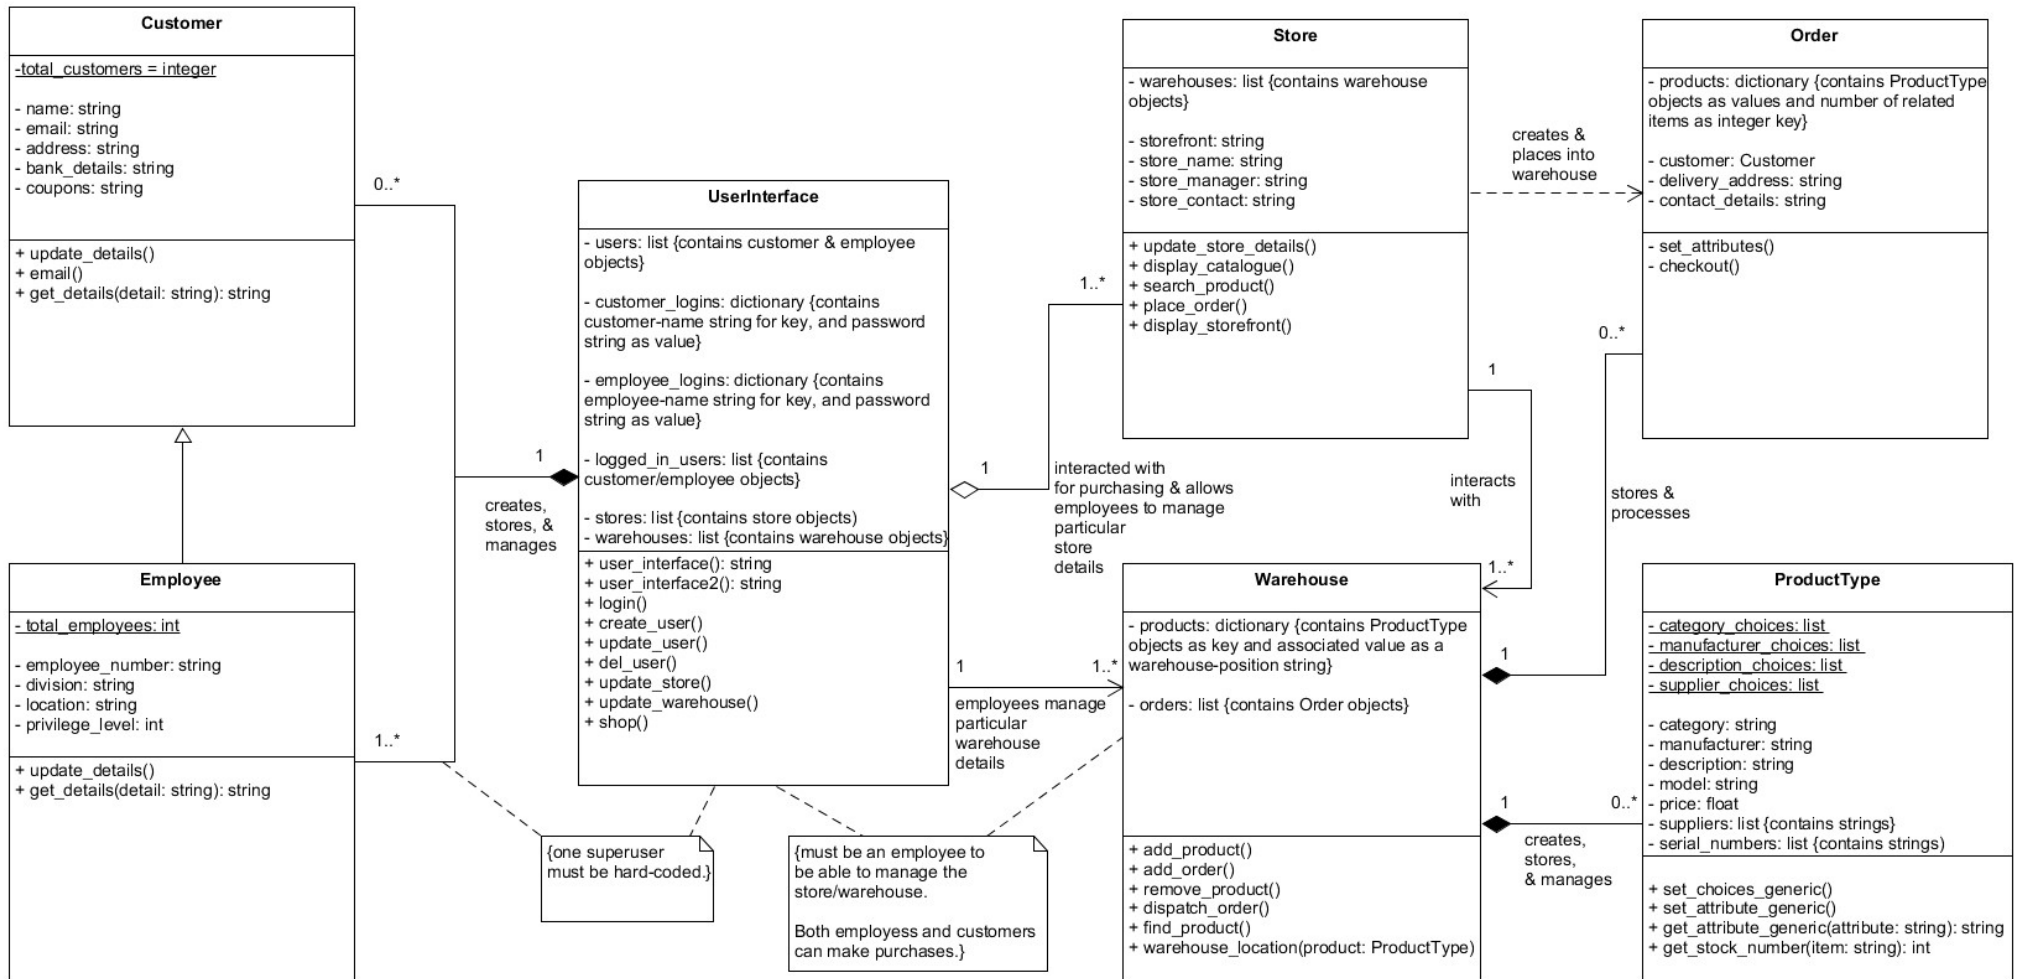 Customer
-total_customers = integer
- name: string
- email: string
- address: string
- bank_details: string
- coupons: string
+ update_details()
+ email()
+ get_details(detail: string): string
0..*
Employee
- total_employees: int
- employee_number: string
- division: string
- location: string
- privilege_level: int
+ update_details()
+ get_details(detail: string): string
1..*
1
creates,
stores, &
manages
UserInterface
- users: list {contains customer & employee
objects}
- customer_logins: dictionary {contains
customer-name string for key, and password
string as value}
- employee_logins: dictionary {contains
employee-name string for key, and password
string as value}
- logged_in_users: list {contains
customer/employee objects}
- stores: list {contains store objects)
- warehouses: list {contains warehouse objects}
+ user_interface(): string
+ user_interface2(): string
+ login()
+ create_user()
+ update_user()
+ del_user()
+ update_store()
+ update_warehouse()
+ shop()
{one superuser
must be hard-coded.}
{must be an employee to
be able to manage the
store/warehouse.
Both employess and customers
can make purchases.}
1..*
1
interacted with
for purchasing & allows
employees to manage
particular
store
details
1
1..*
employees manage
particular
warehouse
details
Store
- warehouses: list {contains warehouse
objects}
- storefront: string
- store_name: string
- store_manager: string
- store_contact: string
+ update_store_details()
+ display_catalogue()
+ search_product()
+ place_order()
+ display_storefront()
creates &
places into
warehouse
1
interacts
with
1..*
Order
- products: dictionary {contains ProductType
objects as values and number of related
items as integer key}
- customer: Customer
- delivery_address: string
- contact_details: string
- set_attributes()
- checkout()
0..*
stores &
processes
1
Warehouse
- products: dictionary {contains ProductType
objects as key and associated value as a
warehouse-position string}
- orders: list {contains Order objects}
+ add_product()
+ add_order()
+ remove_product()
+ dispatch_order()
+ find_product()
+ warehouse_location(product: ProductType)
1
0..*
creates,
stores,
& manages
ProductType
- category_choices: list
- manufacturer_choices: list
- description_choices: list
- supplier_choices: list
- category: string
- manufacturer: string
- description: string
- model: string
- price: float
- suppliers: list {contains strings}
- serial_numbers: list {contains strings)
+ set_choices_generic()
+ set_attribute_generic()
+ get_attribute_generic(attribute: string): string
+ get_stock_number(item: string): int